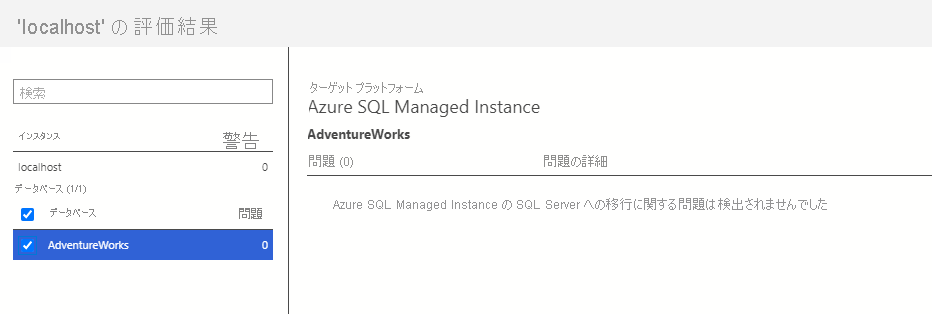 'localhost' の評価結果
検索
インスタンス 警告
localhost 0
データベース (1/1)
データベース 問題
AdventureWorks 0
ターゲット プラットフォーム
Azure SQL Managed Instance
AdventureWorks
問題 (0) 問題の詳細
Azure SQL Managed Instance の SQL Server への移行に関する問題は検出されませんでした